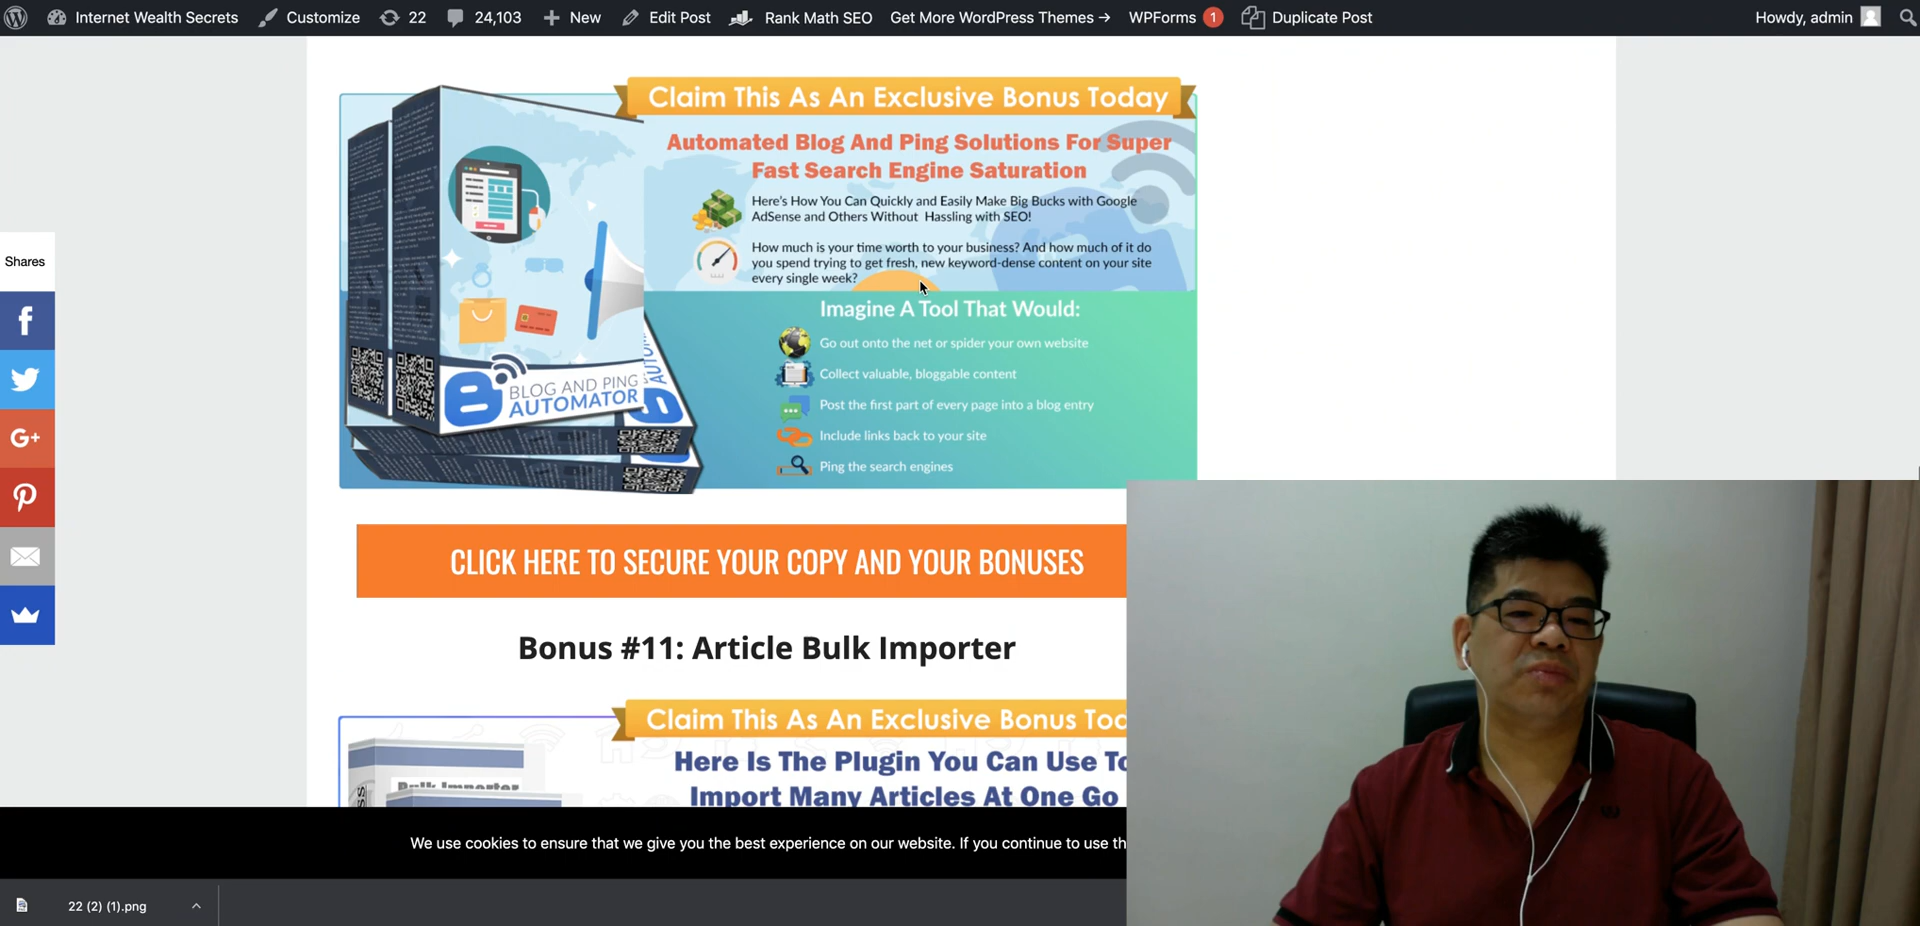 Internet Wealth Secrets Customize 22 24,103 New Edit Post Rank Math SEO Get More WordPress Themes → WPForms 1 Duplicate Post Howdy, admin
Claim This As An Exclusive Bonus Today
Automated Blog And Ping Solutions For Super
Fast Search Engine Saturation
Here's How You Can Quickly and Easily Make Big Bucks with Google
AdSense and Others Without Hassling with SEO!
How much is your time worth to your business? And how much of it do
you spend trying to get fresh, new keyword-dense content on your site
every single week?
Imagine A Tool That Would:
Go out onto the net or spider your own website
Collect valuable, bloggable content
Post the first part of every page into a blog entry
Include links back to your site
Ping the search engines
BLOG AND PING
AUTOMATOR
Shares
f
G+
CLICK HERE TO SECURE YOUR COPY AND YOUR BONUSES
Bonus #11: Article Bulk Importer
Claim This As An Exclusive Bonus Toc
Here Is The Plugin You Can Use To
Import Many Articles At One Go
Bulk Importer
We use cookies to ensure that we give you the best experience on our website. If you continue to use th
22 (2) (1).png